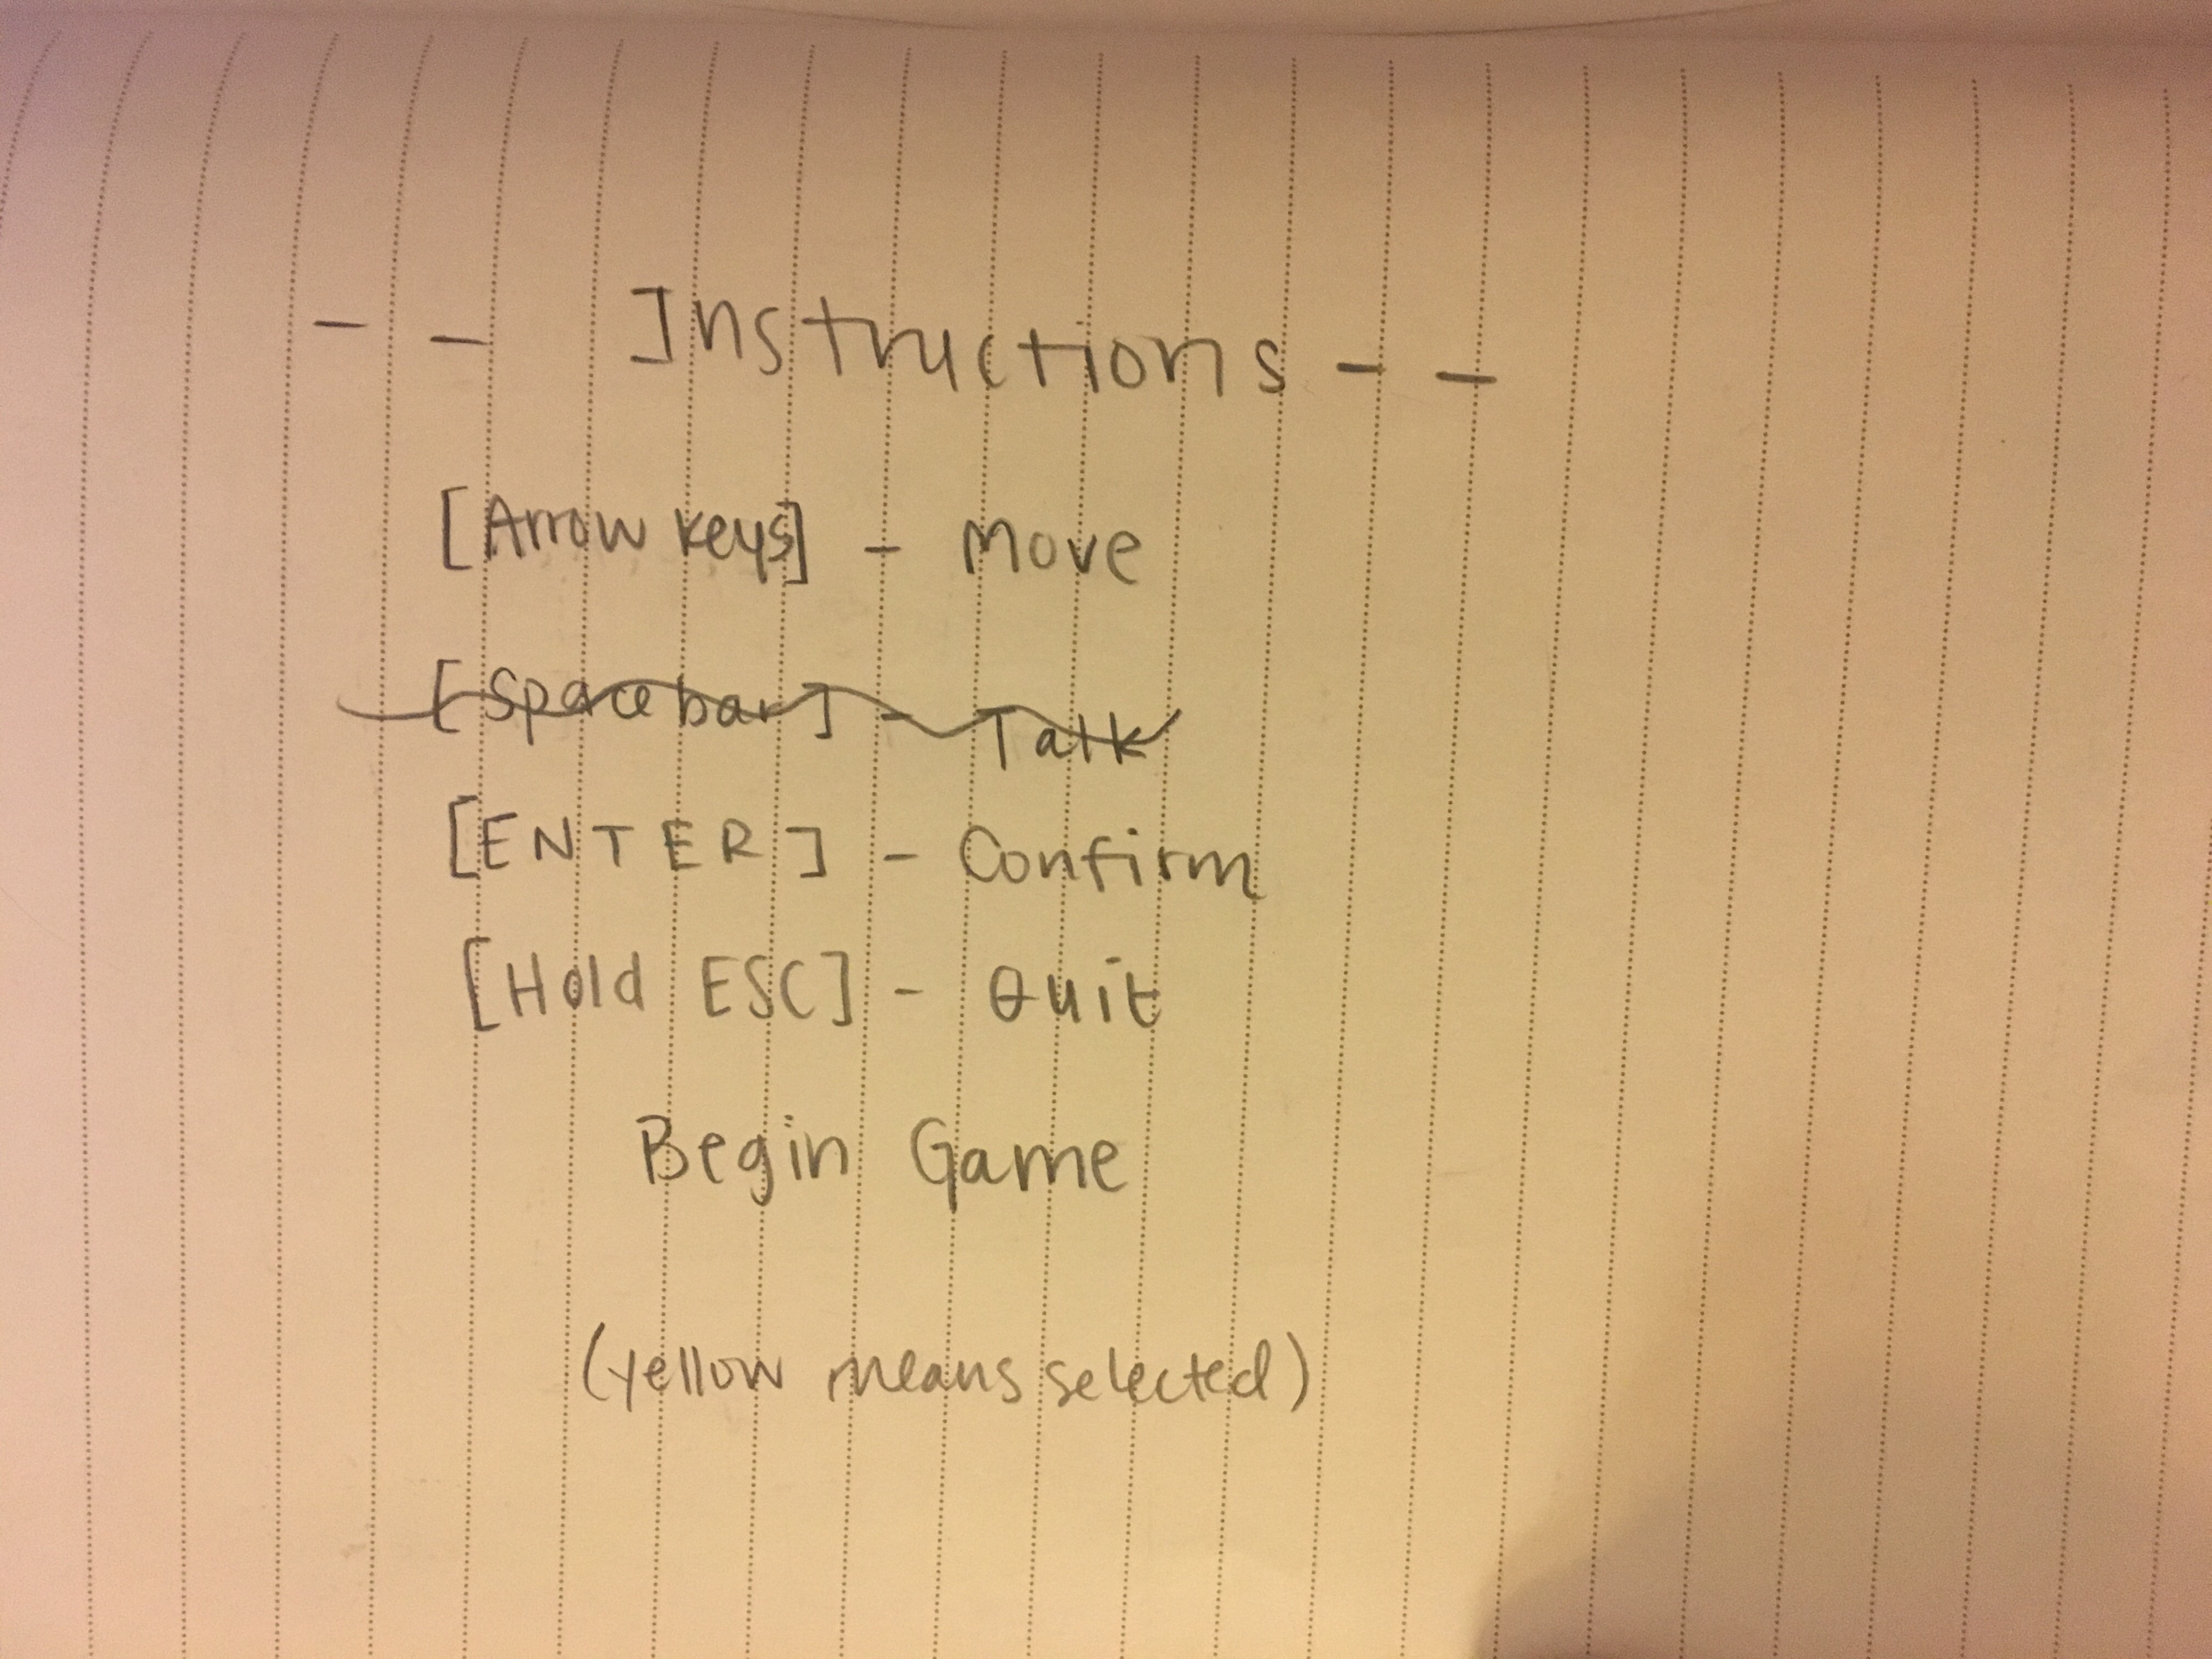 -- Instructions --
[Arrow keys] - Move
[Spacebar] - Talk
[ENTER] - Confirm
[Hold ESC] - Quit
Begin Game
(yellow means selected)